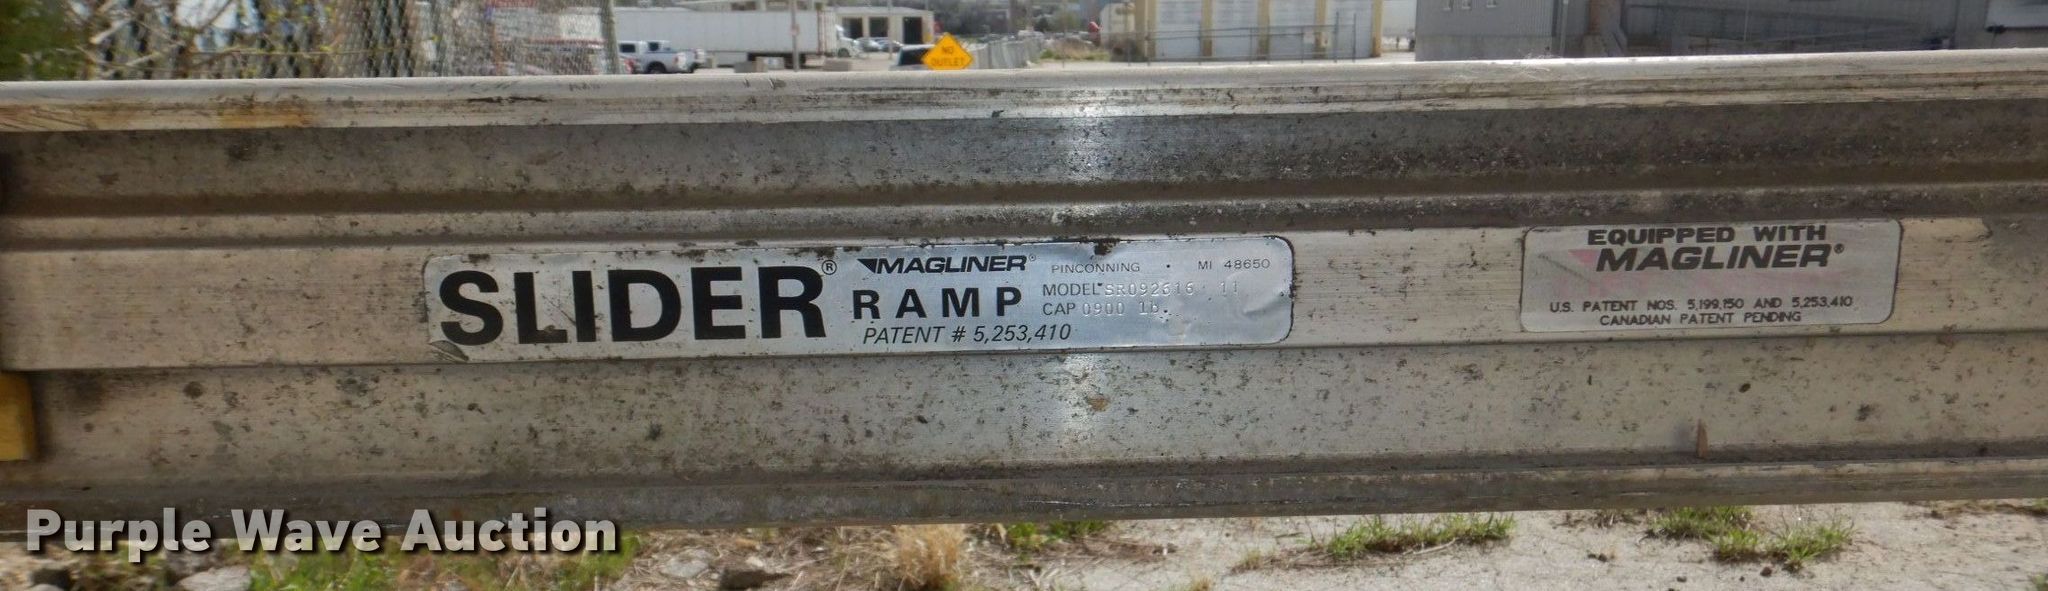 NO
OUTLET
SLIDER®
MAGLINER®
RAMP
PATENT # 5,253,410
PINCONNING, MI 48650
MODEL SR092616 11
CAP 0900 lb.
EQUIPPED WITH
MAGLINER®
U.S. PATENT NOS. 5,199,150 AND 5,253,410
CANADIAN PATENT PENDING
Purple Wave Auction